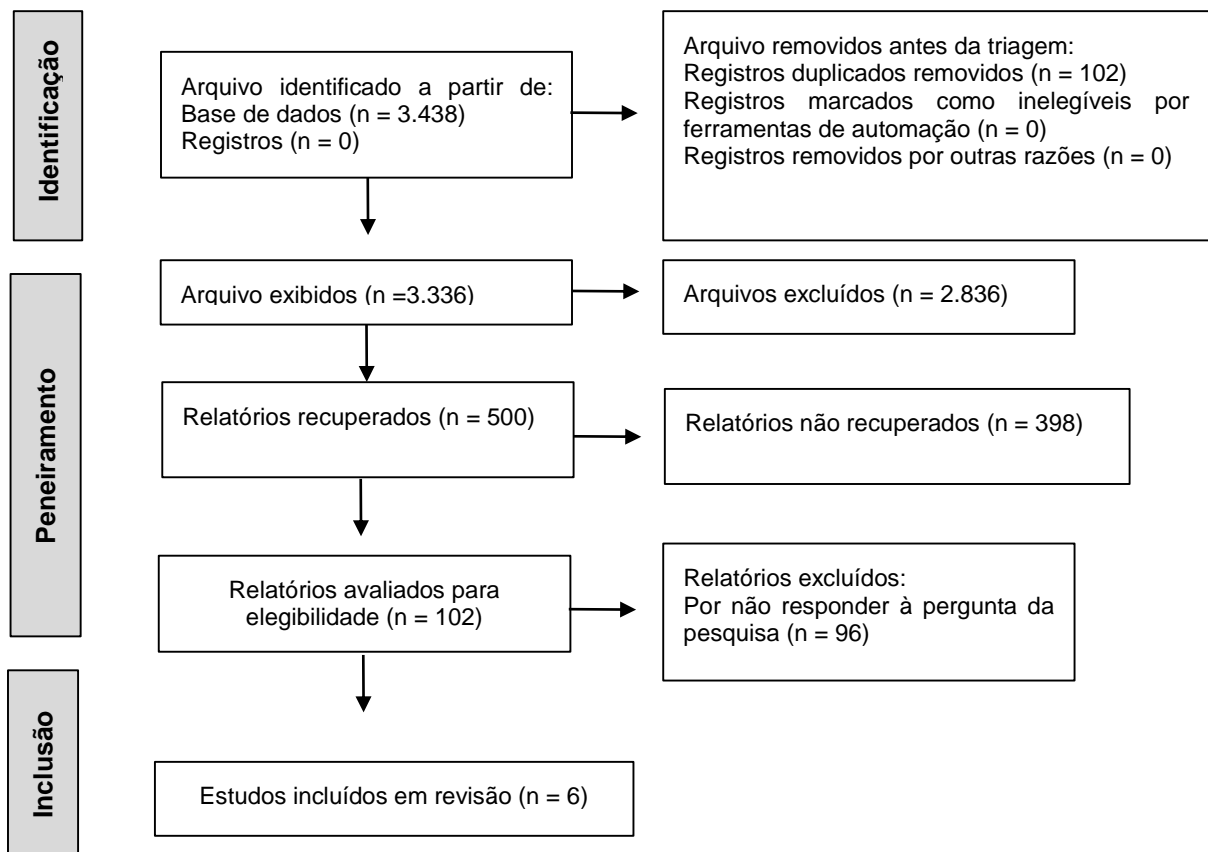 Identificação
Arquivo identificado a partir de:
Base de dados (n = 3.438)
Registros (n = 0)
Arquivo removidos antes da triagem:
Registros duplicados removidos (n = 102)
Registros marcados como inelegíveis por
ferramentas de automação (n = 0)
Registros removidos por outras razões (n = 0)
Peneiramento
Arquivo exibidos (n =3.336)
Arquivos excluídos (n = 2.836)
Relatórios recuperados (n = 500)
Relatórios não recuperados (n = 398)
Relatórios avaliados para
elegibilidade (n = 102)
Relatórios excluídos:
Por não responder à pergunta da
pesquisa (n = 96)
Inclusão
Estudos incluídos em revisão (n = 6)